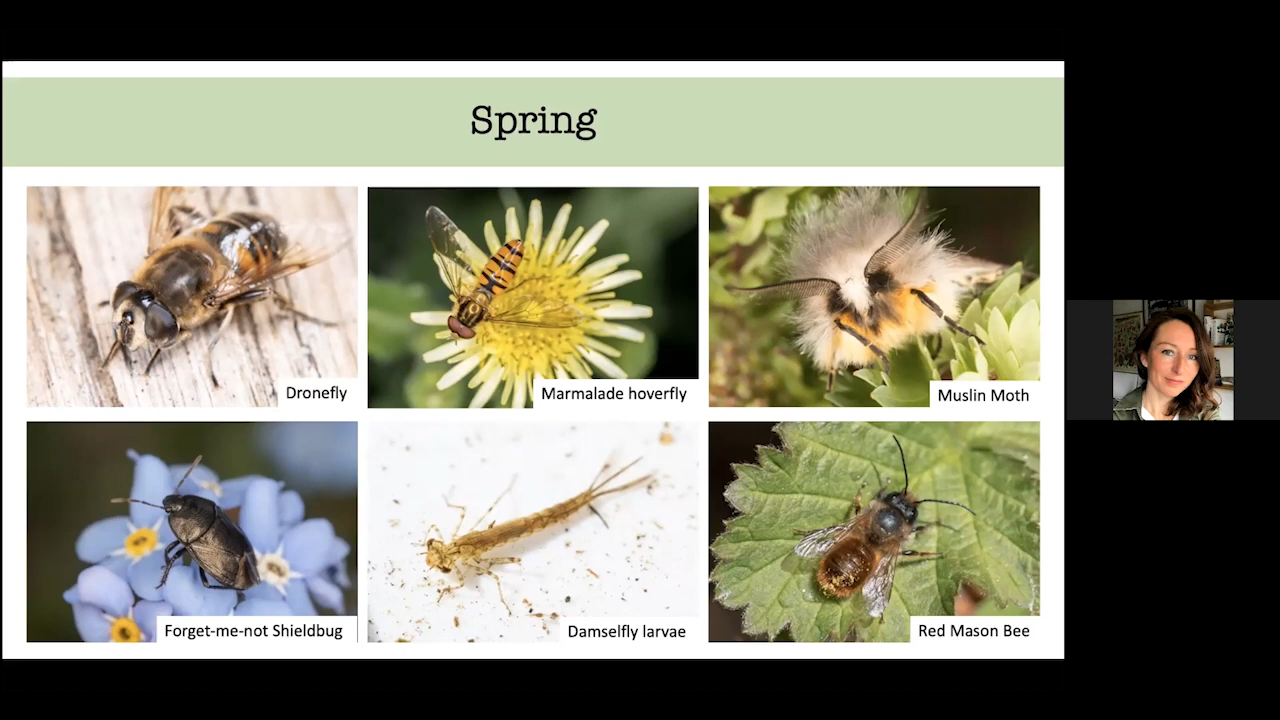 Spring
Dronefly
Marmalade hoverfly
Muslin Moth
Forget-me-not Shieldbug
Damselfly larvae
Red Mason Bee